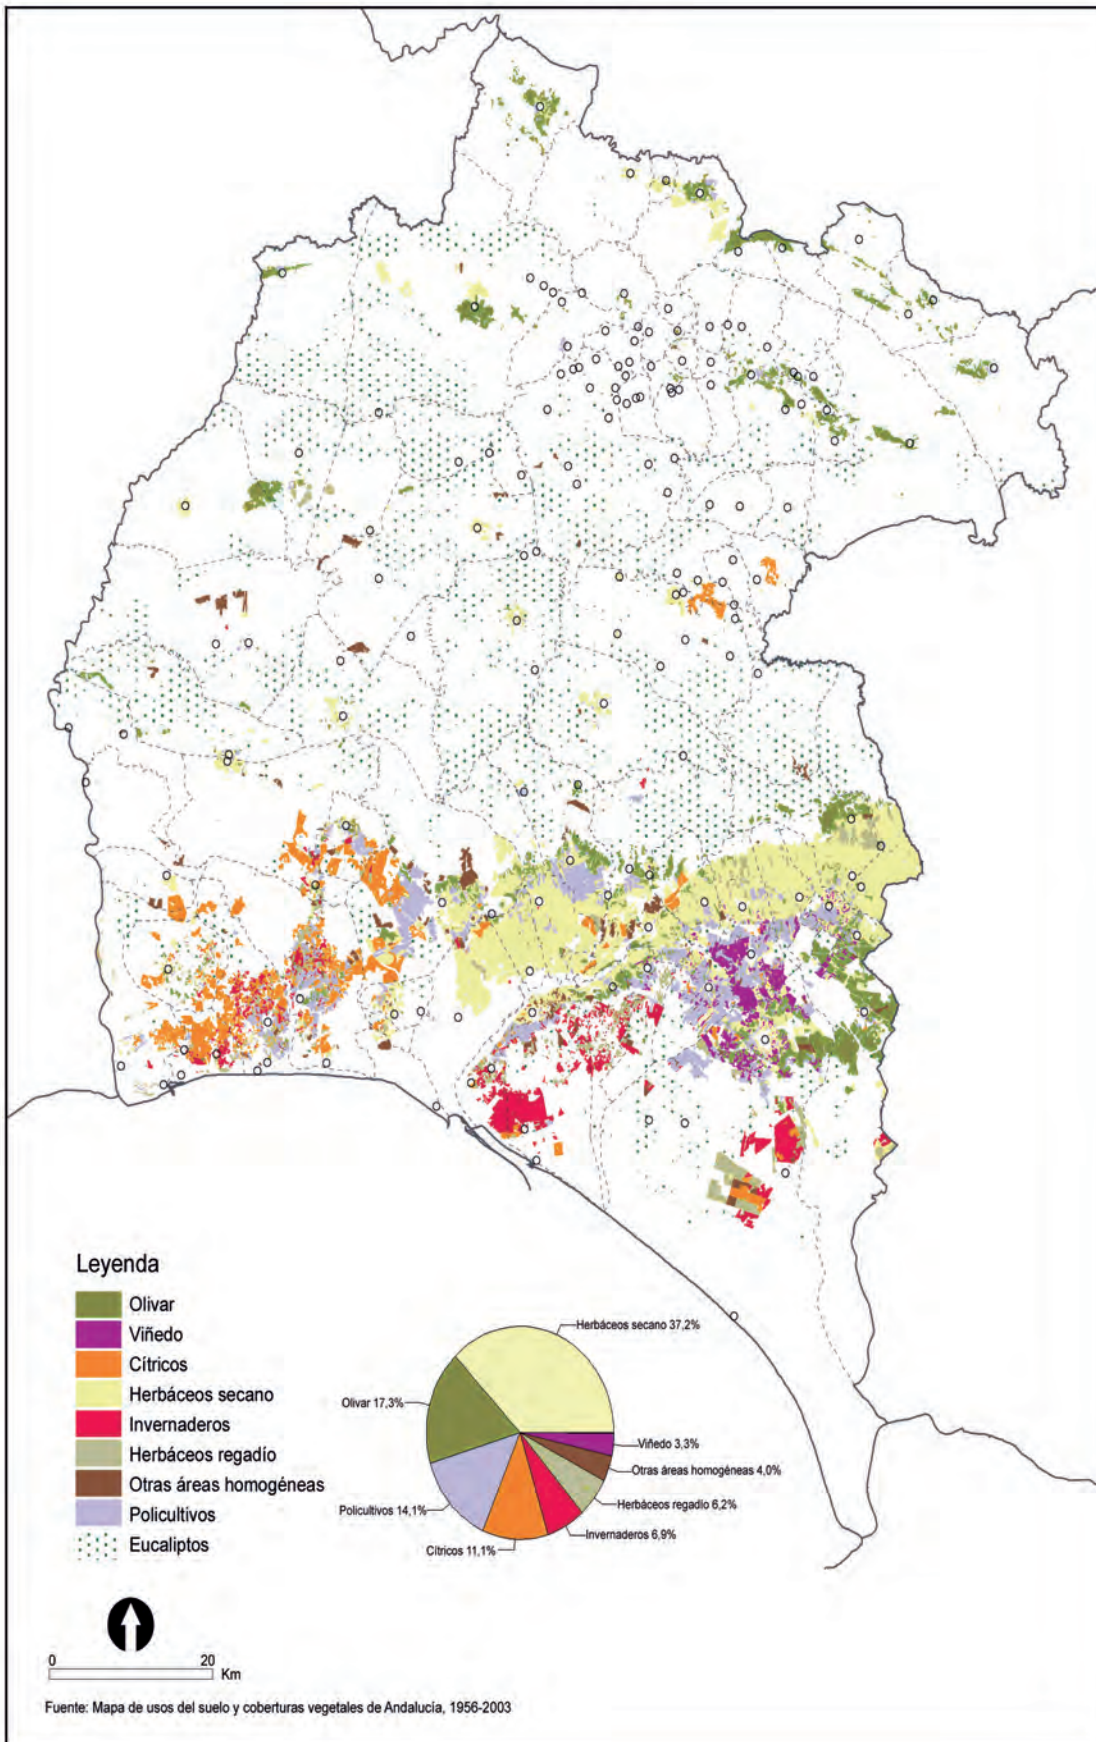 Leyenda
Olivar
Viñedo
Cítricos
Herbáceos secano
Invernaderos
Herbáceos regadío
Otras áreas homogéneas
Policultivos
Eucaliptos
Herbáceos secano 37,2%
Olivar 17,3%
Viñedo 3,3%
Otras áreas homogéneas 4,0%
Policultivos 14,1%
Herbáceos regadío 6,2%
Invernaderos 6,9%
Cítricos 11,1%
0 20
Km
Fuente: Mapa de usos del suelo y coberturas vegetales de Andalucía, 1956-2003